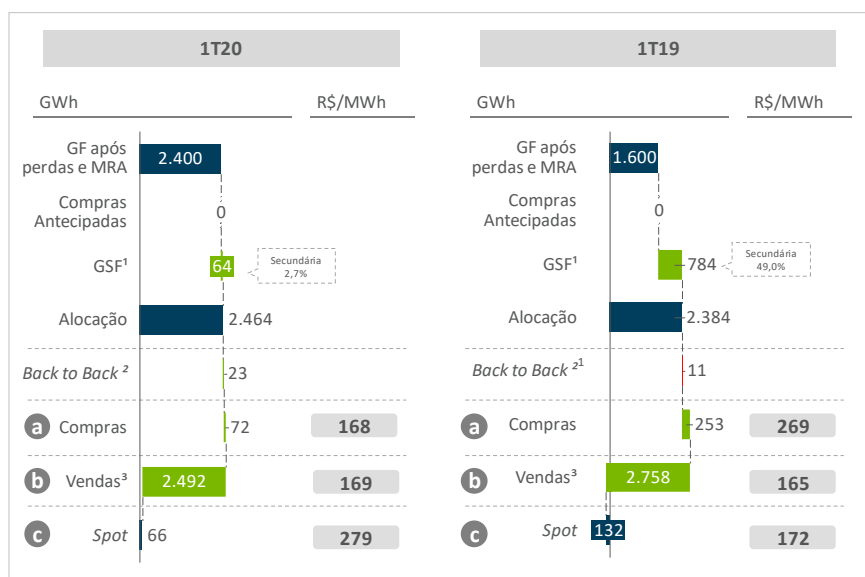 1T20
GWh
R$/MWh
GF após
perdas e MRA
2.400
Compras
Antecipadas
0
GSF¹
64
Secundária
2,7%
Alocação
2.464
Back to Back ²
23
a
Compras
72
168
b
Vendas³
2.492
169
c
Spot
66
279
1T19
GWh
R$/MWh
GF após
perdas e MRA
1.600
Compras
Antecipadas
0
GSF¹
784
Secundária
49,0%
Alocação
2.384
Back to Back ²¹
11
a
Compras
253
269
b
Vendas³
2.758
165
c
Spot
132
172